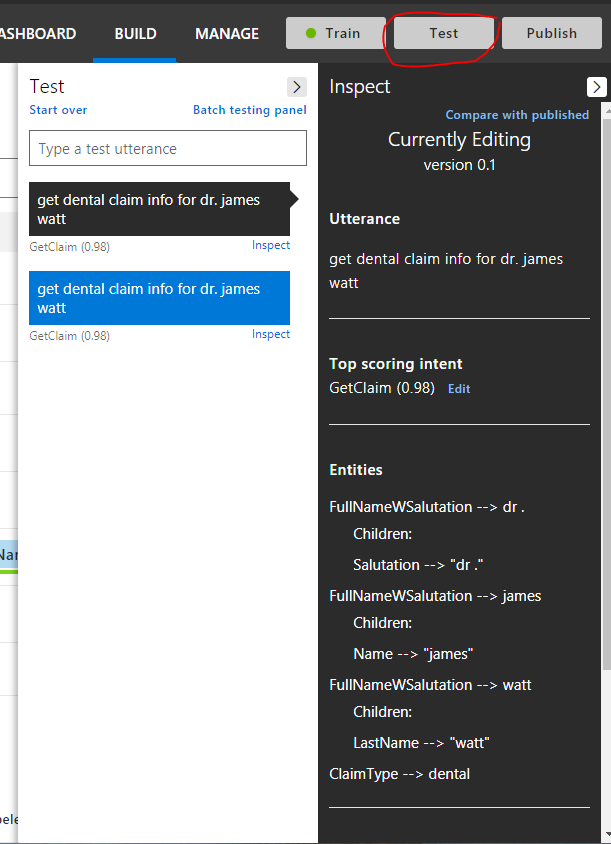 ASHBOARD BUILD MANAGE Train Test Publish
Test
Start over Batch testing panel
Type a test utterance
get dental claim info for dr. james
watt
GetClaim (0.98) Inspect
get dental claim info for dr. james
watt
GetClaim (0.98) Inspect
Inspect
Compare with published
Currently Editing
version 0.1
Utterance
get dental claim info for dr. james
watt
Top scoring intent
GetClaim (0.98) Edit
Entities
FullNameWSalutation --> dr .
Children:
Salutation --> "dr ."
FullNameWSalutation --> james
Children:
Name --> "james"
FullNameWSalutation --> watt
Children:
LastName --> "watt"
ClaimType --> dental